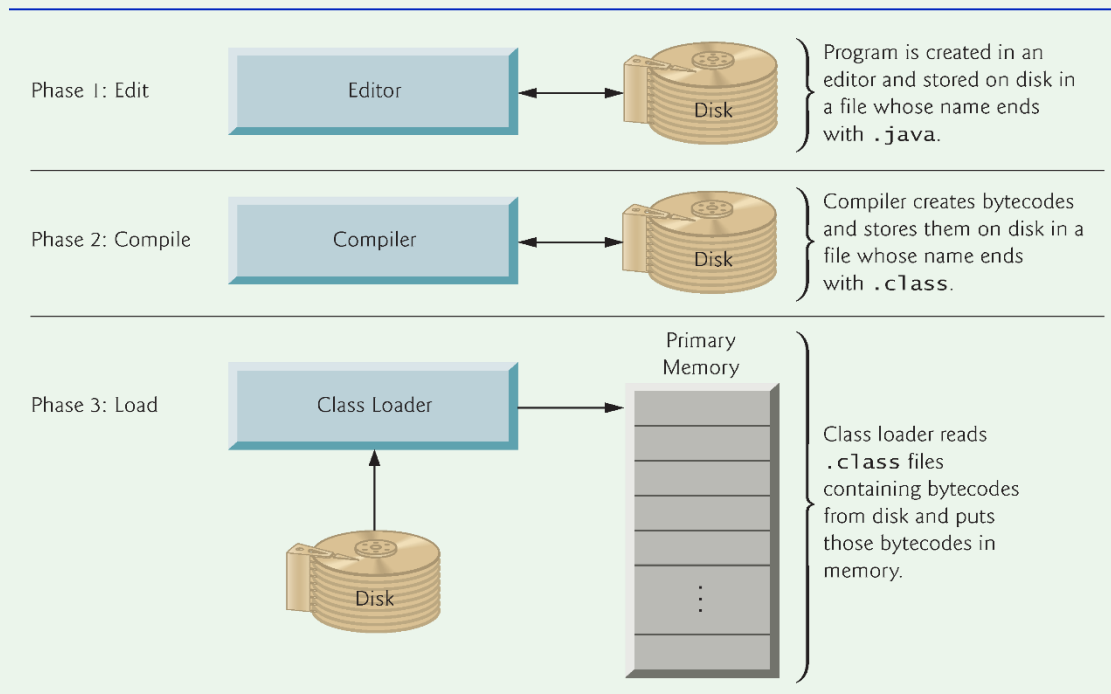 Phase 1: Edit
Editor
Disk
Program is created in an
editor and stored on disk in
a file whose name ends
with .java.
Phase 2: Compile
Compiler
Disk
Compiler creates bytecodes
and stores them on disk in a
file whose name ends
with .class.
Phase 3: Load
Class Loader
Disk
Primary
Memory
Class loader reads
.class files
containing bytecodes
from disk and puts
those bytecodes in
memory.